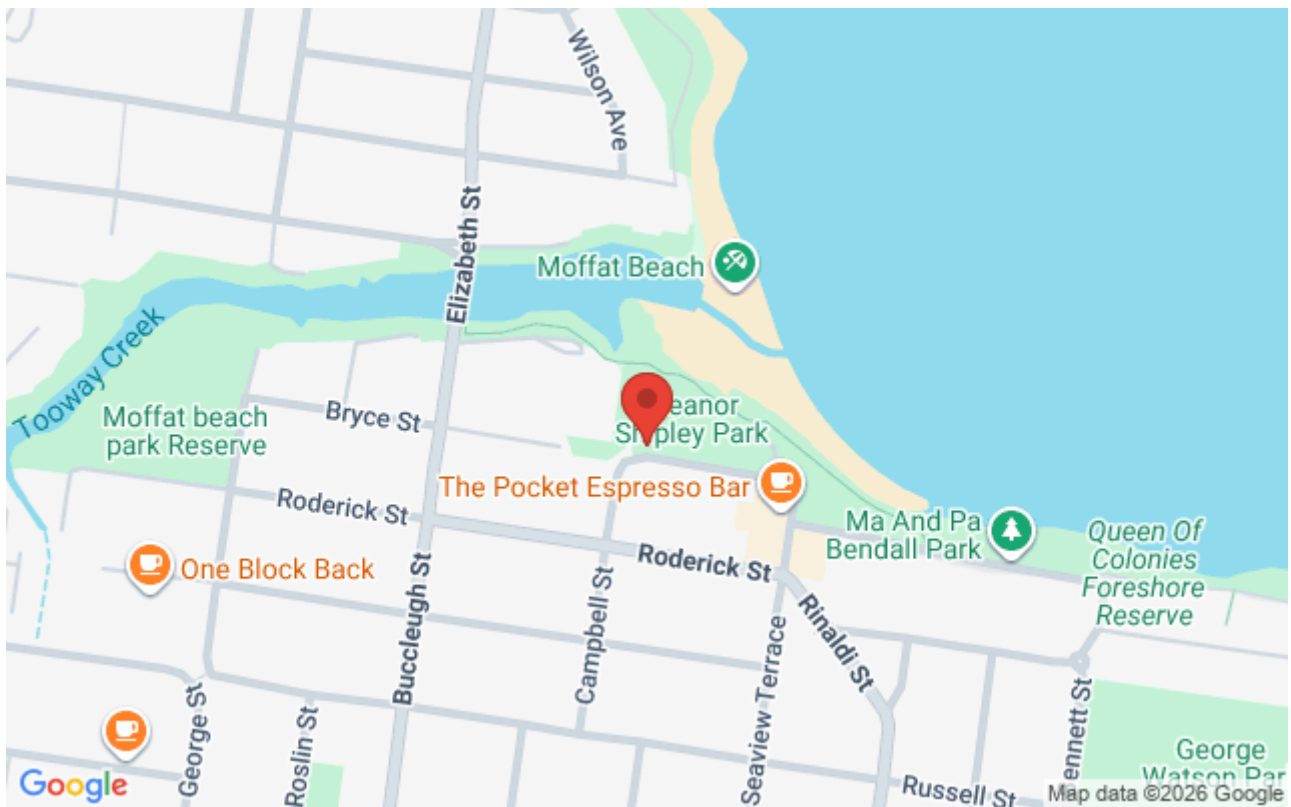 Wilson Ave
Elizabeth St
Moffat Beach
Tooway Creek
Moffat beach
park Reserve
Bryce St
eanor
Shipley Park
The Pocket Espresso Bar
Roderick St
Ma And Pa
Bendall Park
Queen Of
Colonies
Foreshore
Reserve
One Block Back
Roderick St
Buccleugh St
Campbell St
Rinaldi St
Seaview Terrace
George St
Roslin St
ennett St
George
Watson Par
Russell St
Google
Map data ©2026 Google